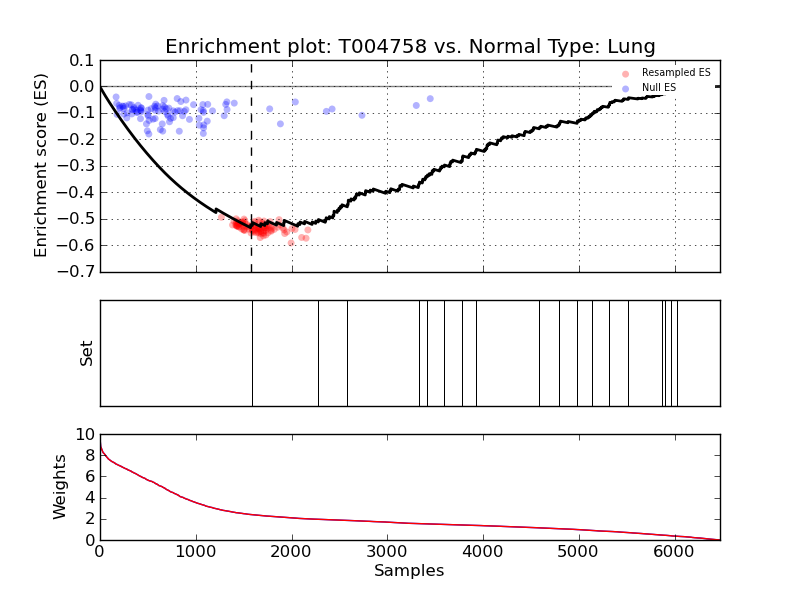 Enrichment plot: T004758 vs. Normal Type: Lung
Enrichment score (ES)
0.1
0.0
−0.1
−0.2
−0.3
−0.4
−0.5
−0.6
−0.7
Resampled ES
Null ES
Set
Weights
10
8
6
4
2
0
0 1000 2000 3000 4000 5000 6000
Samples